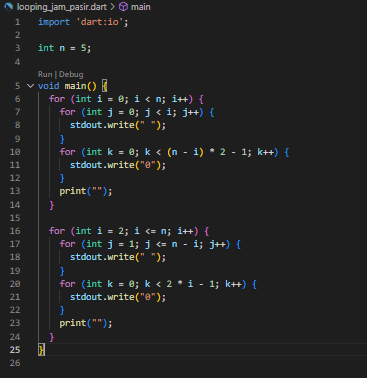 looping_jam_pasir.dart > main
1 import 'dart:io';
2
3 int n = 5;
4
Run | Debug
5 void main() {
6   for (int i = 0; i < n; i++) {
7     for (int j = 0; j < i; j++) {
8       stdout.write(" ");
9     }
10     for (int k = 0; k < (n - i) * 2 - 1; k++) {
11       stdout.write("0");
12     }
13     print("");
14   }
15
16   for (int i = 2; i <= n; i++) {
17     for (int j = 1; j <= n - i; j++) {
18       stdout.write(" ");
19     }
20     for (int k = 0; k < 2 * i - 1; k++) {
21       stdout.write("0");
22     }
23     print("");
24   }
25 }
26